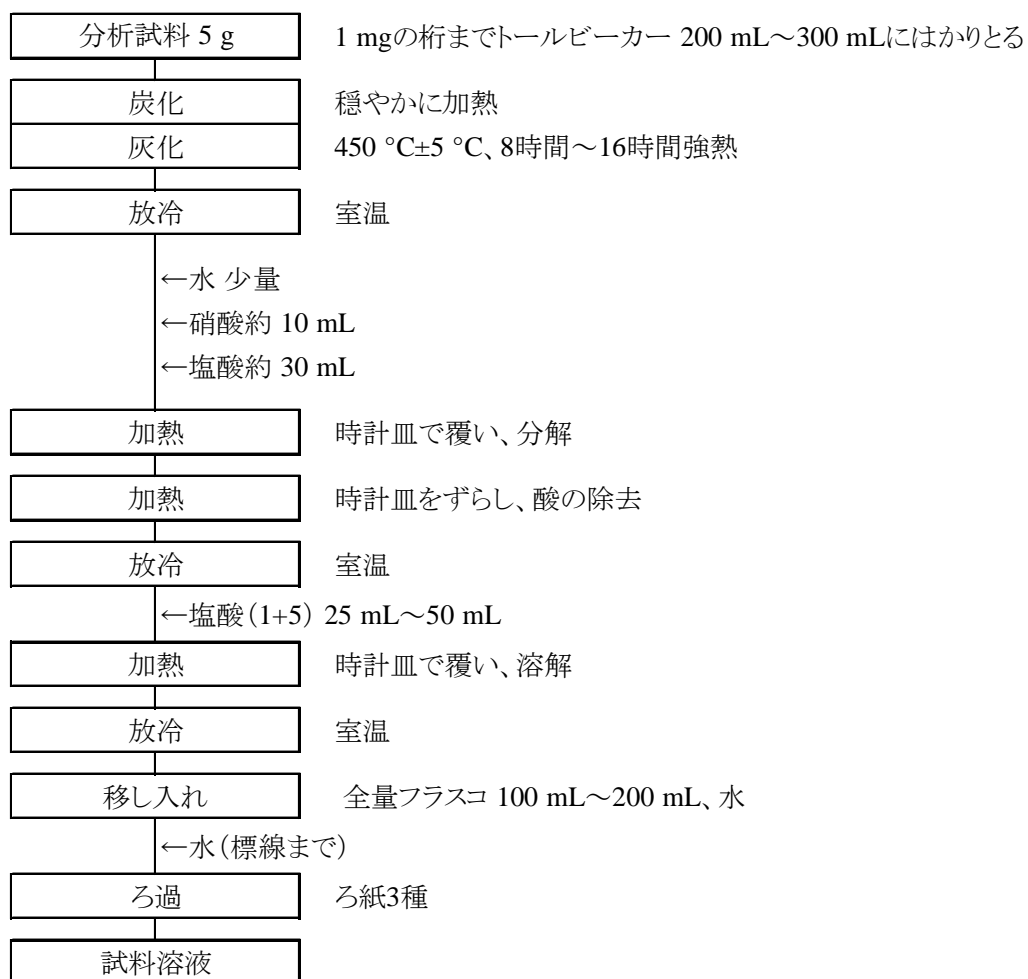 分析試料 5 g 1 mgの桁までトールビーカー 200 mL～300 mLにはかりとる
炭化 穏やかに加熱
灰化 450 °C±5 °C、8時間～16時間強熱
放冷 室温
←水 少量
←硝酸約 10 mL
←塩酸約 30 mL
加熱 時計皿で覆い、分解
加熱 時計皿をずらし、酸の除去
放冷 室温
←塩酸（1+5） 25 mL～50 mL
加熱 時計皿で覆い、溶解
放冷 室温
移し入れ 全量フラスコ 100 mL～200 mL、水
←水（標線まで）
ろ過 ろ紙3種
試料溶液